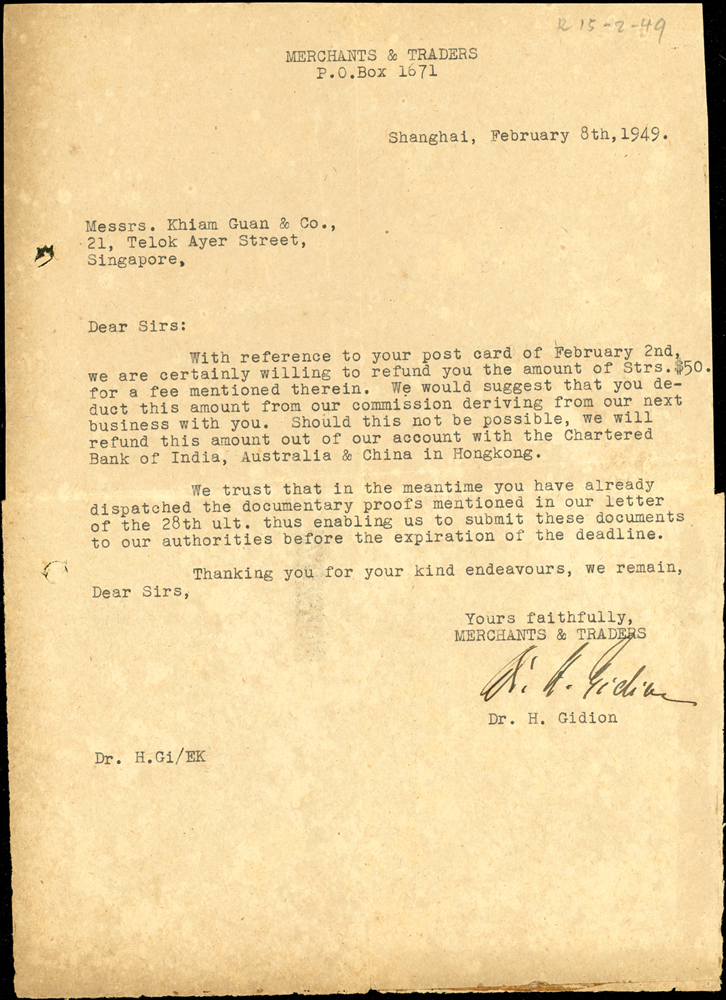 R 15-2-49
MERCHANTS & TRADERS
P.O.Box 1671
Shanghai, February 8th,1949.
Messrs. Khiam Guan & Co.,
21, Telok Ayer Street,
Singapore,
Dear Sirs:
With reference to your post card of February 2nd,
we are certainly willing to refund you the amount of Strs.$50.
for a fee mentioned therein. We would suggest that you de-
duct this amount from our commission deriving from our next
business with you. Should this not be possible, we will
refund this amount out of our account with the Chartered
Bank of India, Australia & China in Hongkong.
We trust that in the meantime you have already
dispatched the documentary proofs mentioned in our letter
of the 28th ult. thus enabling us to submit these documents
to our authorities before the expiration of the deadline.
Thanking you for your kind endeavours, we remain,
Dear Sirs,
Yours faithfully,
MERCHANTS & TRADERS
Dr. H. Gidion
Dr. H. Gidion
Dr. H.Gi/EK